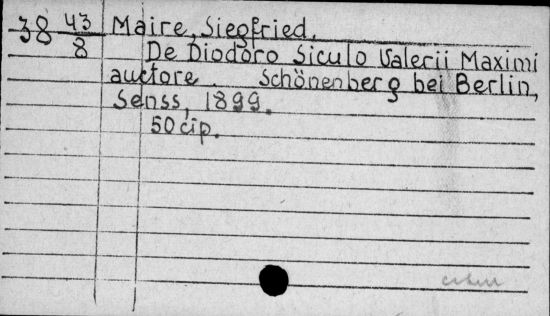 38 43/8 Maire, Siegfried.
De Diodoro Siculo Valerii Maximi
auctore Schönenberg bei Berlin,
Senss, 1899.
50 cip.